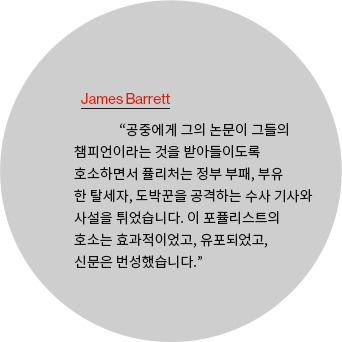 James Barrett
“공중에게 그의 논문이 그들의
챔피언이라는 것을 받아들이도록
호소하면서 퓰리처는 정부 부패, 부유
한 탈세자, 도박꾼을 공격하는 수사 기사와
사설을 튀었습니다. 이 포퓰리스트의
호소는 효과적이었고, 유포되었고,
신문은 번성했습니다.”